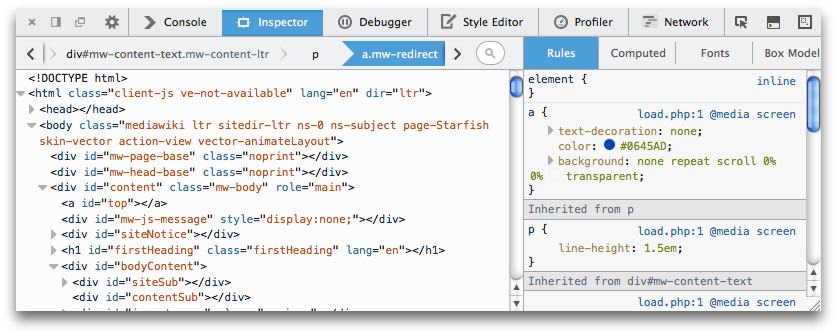 Console Inspector Debugger Style Editor Profiler Network
div#mw-content-text.mw-content-ltr p a.mw-redirect
Rules Computed Fonts Box Model
<!DOCTYPE html>
<html class="client-js ve-not-available" lang="en" dir="ltr">
<head></head>
<body class="mediawiki ltr sitedir-ltr ns-0 ns-subject page-Starfish
skin-vector action-view vector-animateLayout">
<div id="mw-page-base" class="noprint"></div>
<div id="mw-head-base" class="noprint"></div>
<div id="content" class="mw-body" role="main">
<a id="top"></a>
<div id="mw-js-message" style="display:none;"></div>
<div id="siteNotice"></div>
<h1 id="firstHeading" class="firstHeading" lang="en"></h1>
<div id="bodyContent">
<div id="siteSub"></div>
<div id="contentSub"></div>
element { inline
}
a { load.php:1 @media screen
text-decoration: none;
color: #0645AD;
background: none repeat scroll 0%
0% transparent;
}
Inherited from p
p { load.php:1 @media screen
line-height: 1.5em;
}
Inherited from div#mw-content-text
load.php:1 @media screen